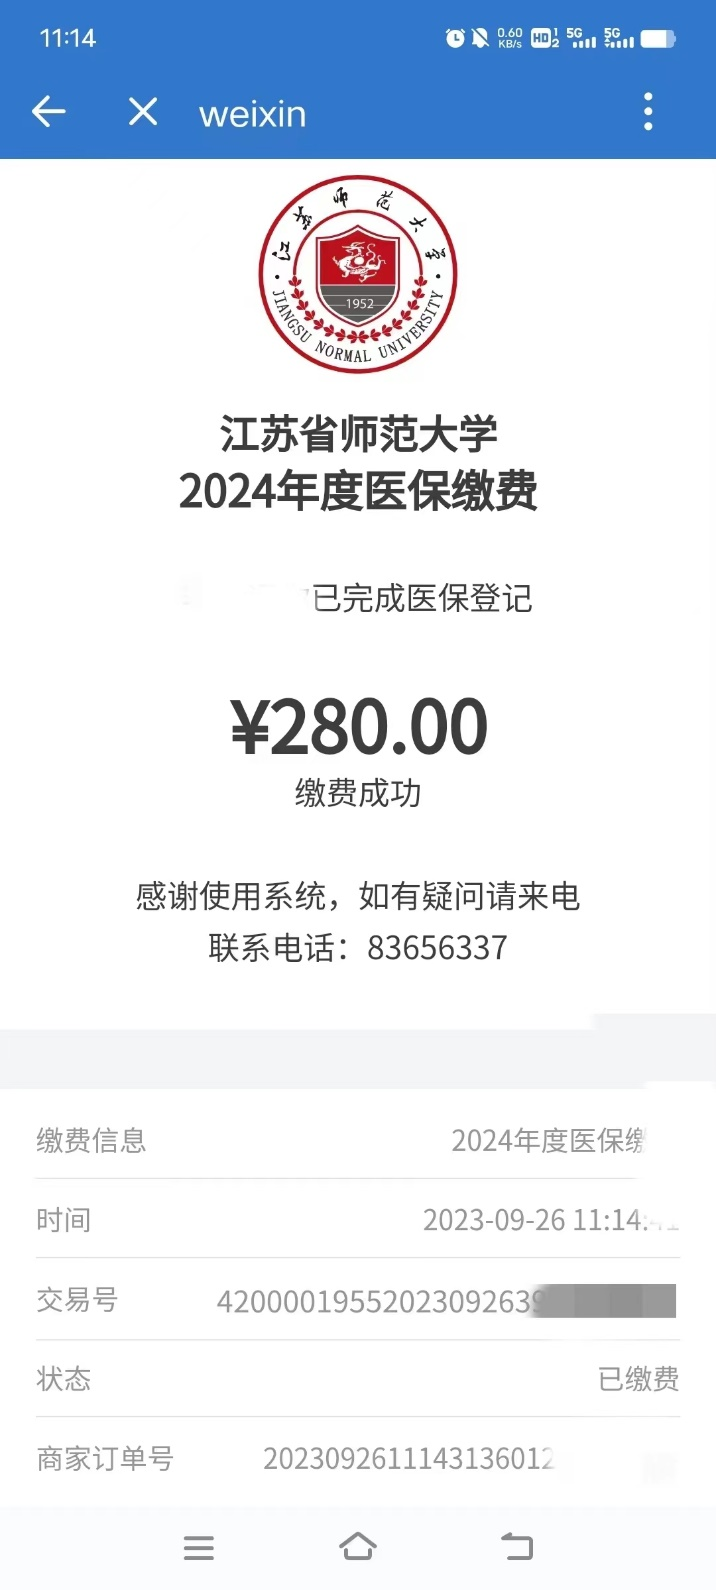 11:14
0.60
KB/s
HD 1 2
5G
5G
weixin
江苏师范大学
1952
JIANGSU NORMAL UNIVERSITY
江苏省师范大学
2024年度医保缴费
已完成医保登记
¥280.00
缴费成功
感谢使用系统，如有疑问请来电
联系电话：83656337
缴费信息 2024年度医保缴
时间 2023-09-26 11:14:41
交易号 42000019552023092639
状态 已缴费
商家订单号 2023092611143136012